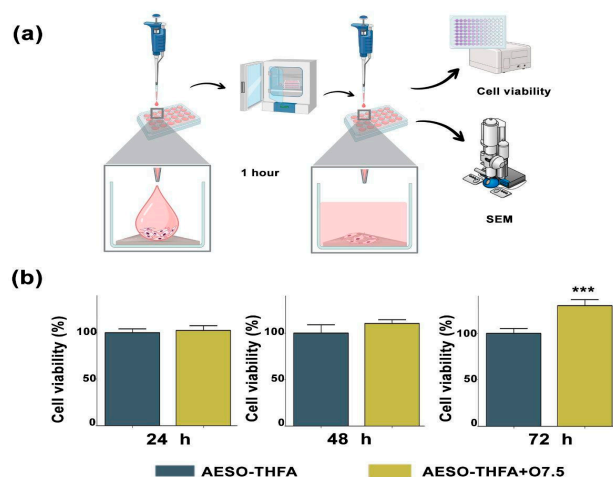 (a)
Cell viability
1 hour
SEM
(b)
Cell viability (%)
100
50
0
24 h
Cell viability (%)
100
50
0
48 h
Cell viability (%)
***
100
50
0
72 h
AESO-THFA
AESO-THFA+O7.5